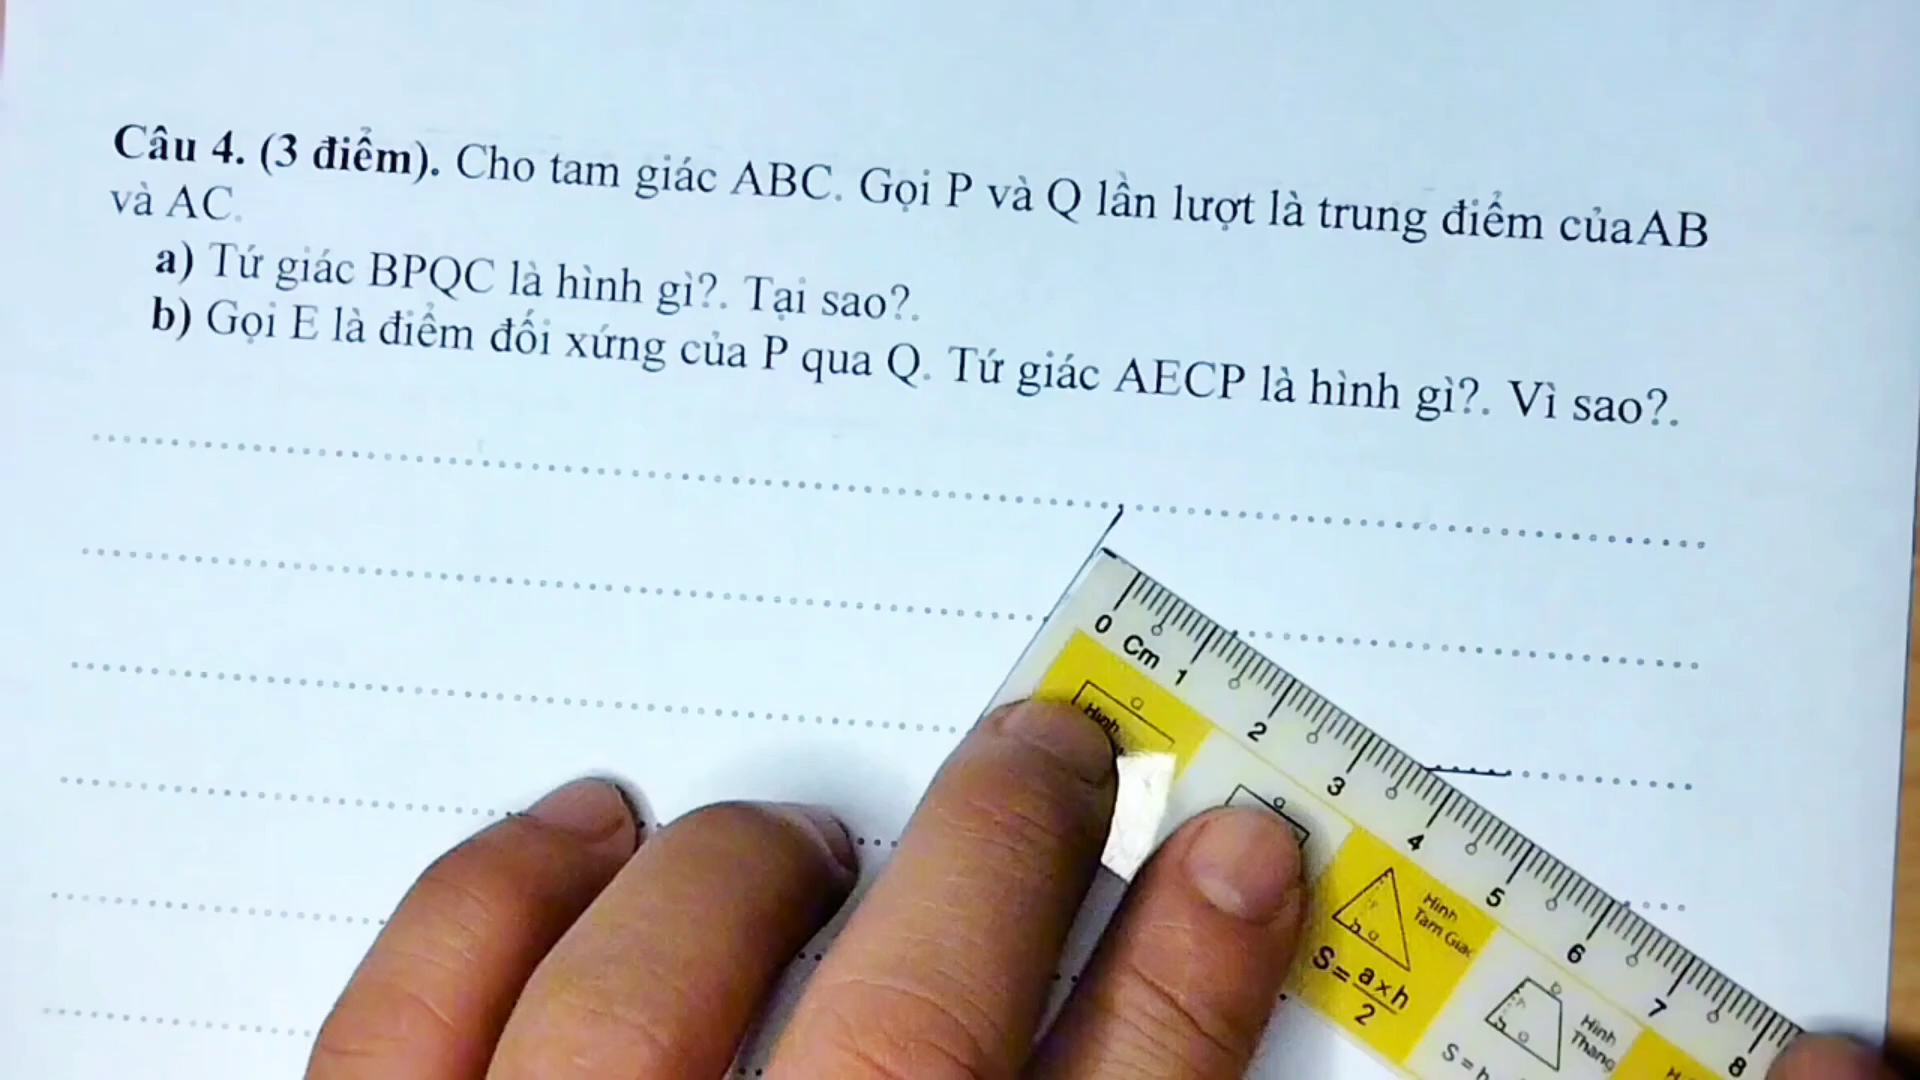 Câu 4. (3 điểm). Cho tam giác ABC. Gọi P và Q lần lượt là trung điểm củaAB
và AC.
a) Tứ giác BPQC là hình gì?. Tại sao?.
b) Gọi E là điểm đối xứng của P qua Q. Tứ giác AECP là hình gì?. Vì sao?.
0 Cm 1 2 3 4 5 6 7 8
Hình
a
Hình
Tam Giác
h a
S = a×h
2
Hình
Thang
S =